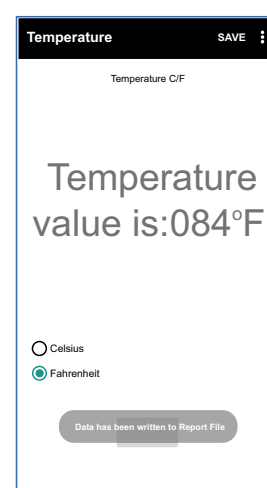 Temperature SAVE
Temperature C/F
Temperature
value is:084°F
Celsius
Fahrenheit
Data has been written to Report File